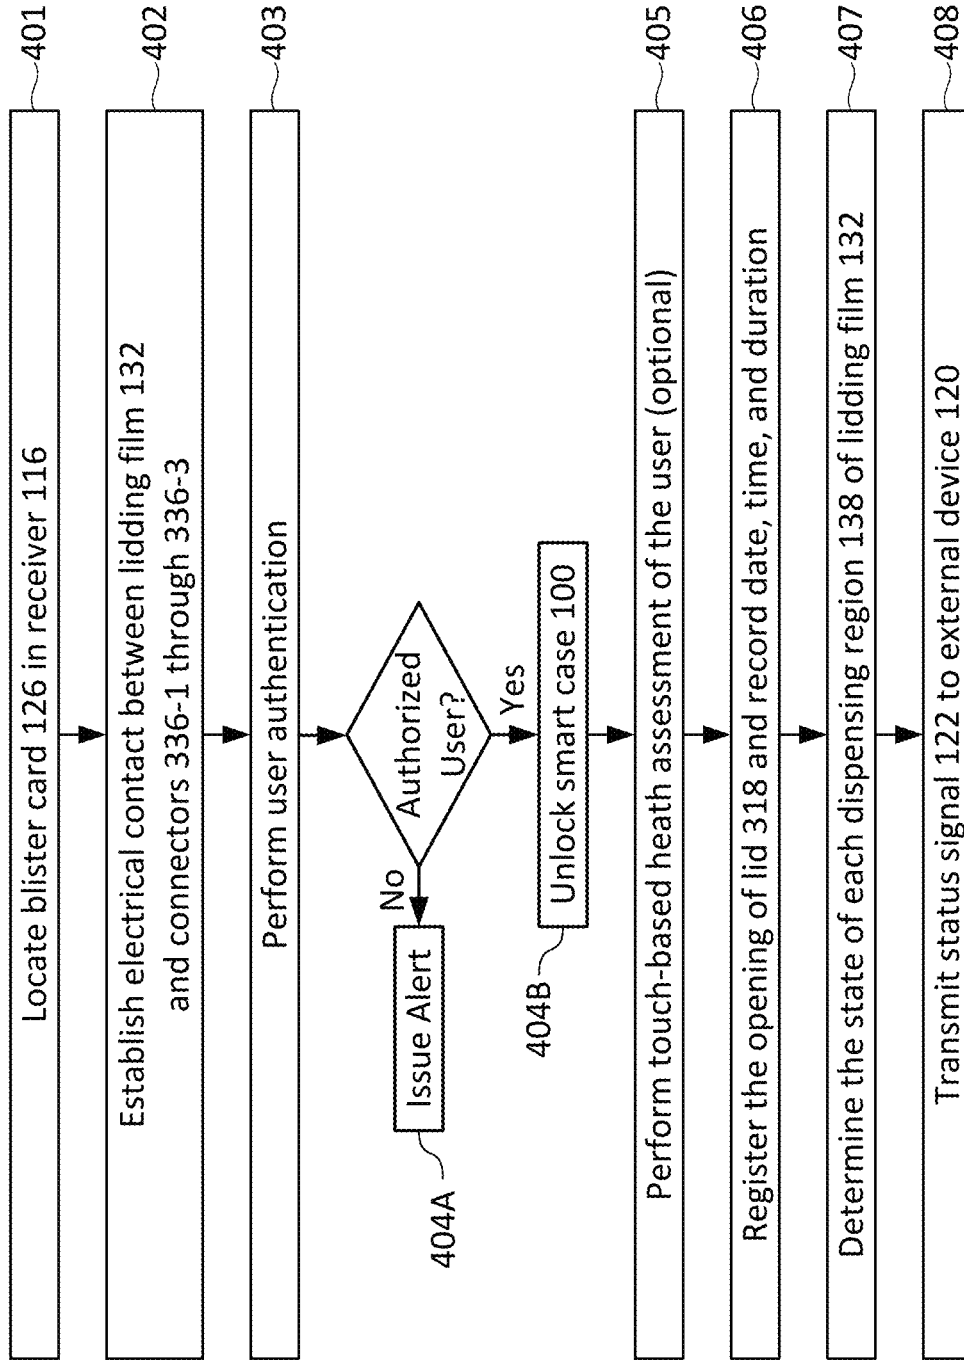 Locate blister card 126 in receiver 116
401
Establish electrical contact between lidding film 132
and connectors 336-1 through 336-3
402
Perform user authentication
403
Authorized
User?
No
Issue Alert
404A
Yes
Unlock smart case 100
404B
Perform touch-based heath assessment of the user (optional)
405
Register the opening of lid 318 and record date, time, and duration
406
Determine the state of each dispensing region 138 of lidding film 132
407
Transmit status signal 122 to external device 120
408